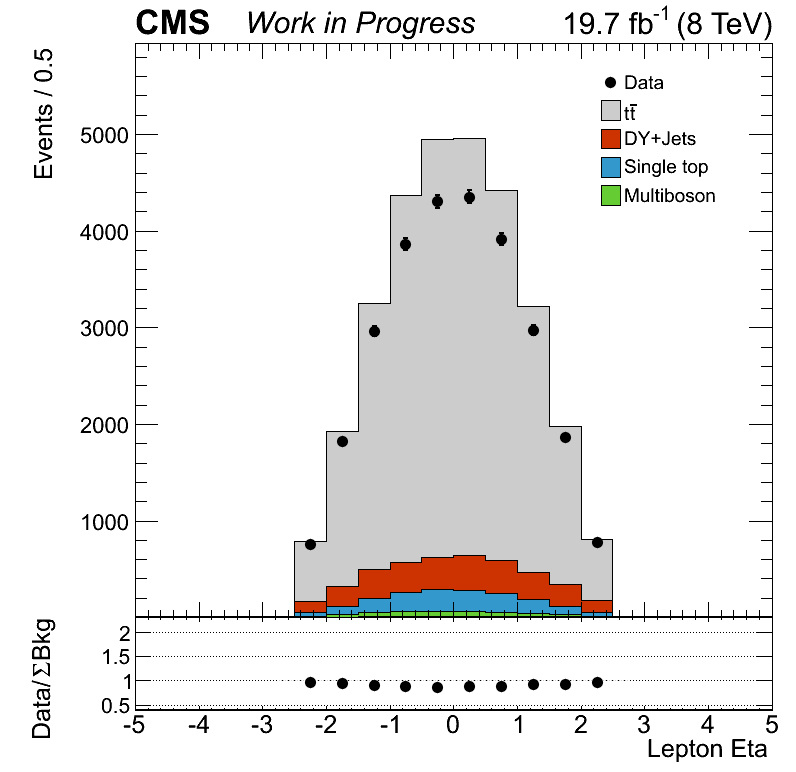 CMS Work in Progress 19.7 fb-1 (8 TeV)
Events / 0.5
Data
tt̄
DY+Jets
Single top
Multiboson
5000
4000
3000
2000
1000
Data/ΣBkg
2
1.5
1
0.5
-5 -4 -3 -2 -1 0 1 2 3 4 5
Lepton Eta